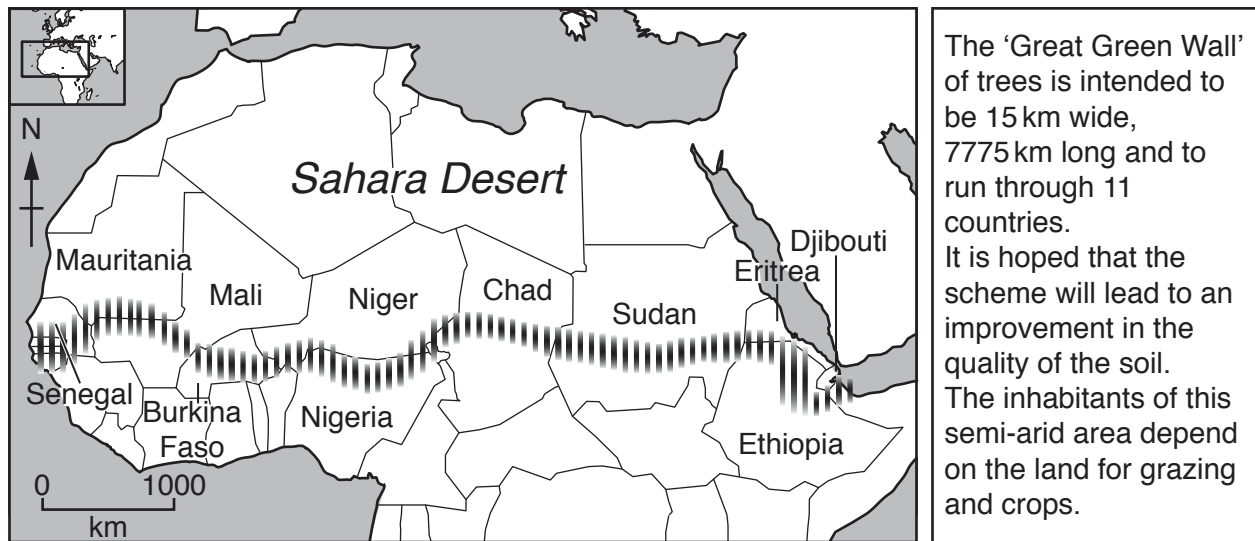 N
Sahara Desert
Mauritania
Mali
Niger
Chad
Sudan
Eritrea
Djibouti
Senegal
Burkina
Faso
Nigeria
Ethiopia
0 1000
km
The ‘Great Green Wall’
of trees is intended to
be 15 km wide,
7775 km long and to
run through 11
countries.
It is hoped that the
scheme will lead to an
improvement in the
quality of the soil.
The inhabitants of this
semi-arid area depend
on the land for grazing
and crops.